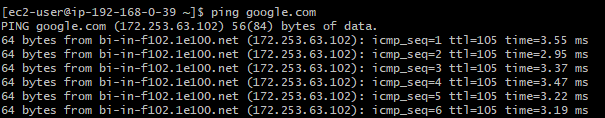 [ec2-user@ip-192-168-0-39 ~]$ ping google.com
PING google.com (172.253.63.102) 56(84) bytes of data.
64 bytes from bi-in-f102.1e100.net (172.253.63.102): icmp_seq=1 ttl=105 time=3.55 ms
64 bytes from bi-in-f102.1e100.net (172.253.63.102): icmp_seq=2 ttl=105 time=2.95 ms
64 bytes from bi-in-f102.1e100.net (172.253.63.102): icmp_seq=3 ttl=105 time=3.37 ms
64 bytes from bi-in-f102.1e100.net (172.253.63.102): icmp_seq=4 ttl=105 time=3.47 ms
64 bytes from bi-in-f102.1e100.net (172.253.63.102): icmp_seq=5 ttl=105 time=3.22 ms
64 bytes from bi-in-f102.1e100.net (172.253.63.102): icmp_seq=6 ttl=105 time=3.19 ms